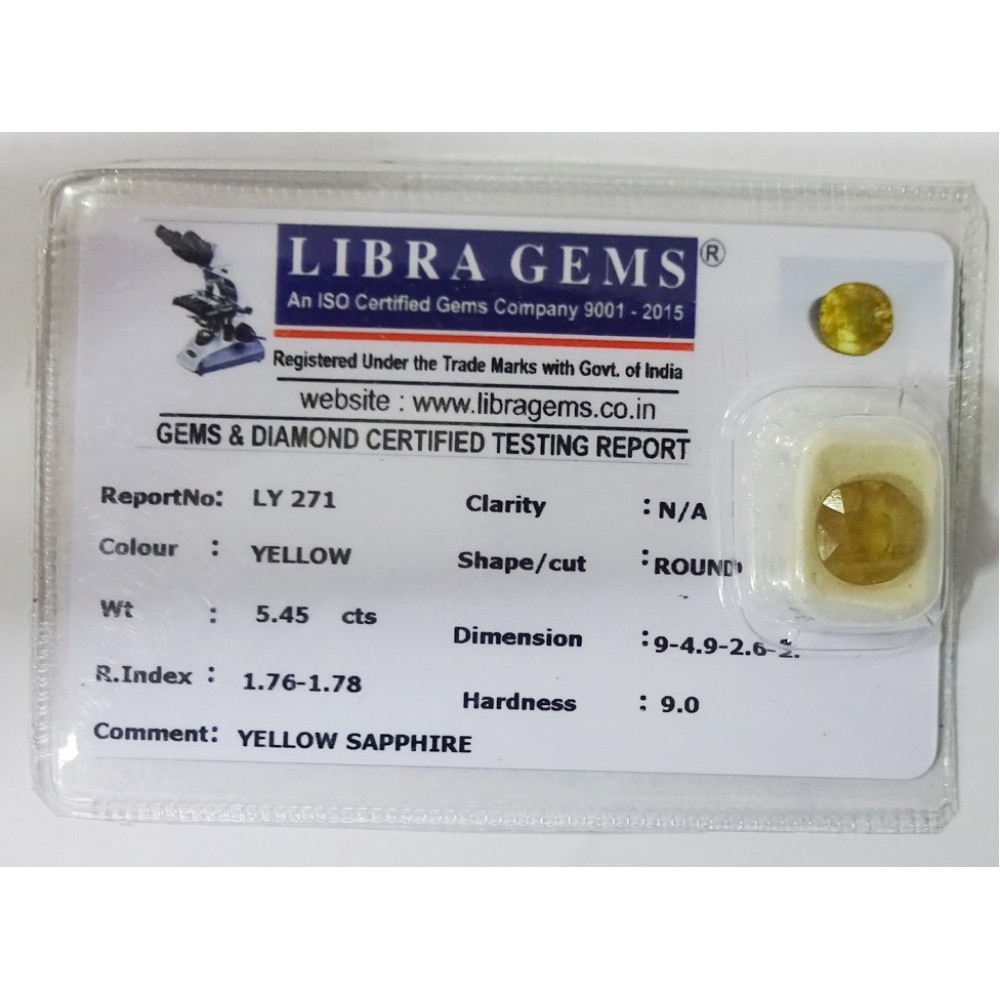 LIBRA GEMS ®
An ISO Certified Gems Company 9001 - 2015
Registered Under the Trade Marks with Govt. of India
website : www.libragems.co.in
GEMS & DIAMOND CERTIFIED TESTING REPORT
ReportNo: LY 271
Colour : YELLOW
Wt : 5.45 cts
R.Index : 1.76-1.78
Comment: YELLOW SAPPHIRE
Clarity : N/A
Shape/cut : ROUND
Dimension : 9-4.9-2.6-
Hardness : 9.0